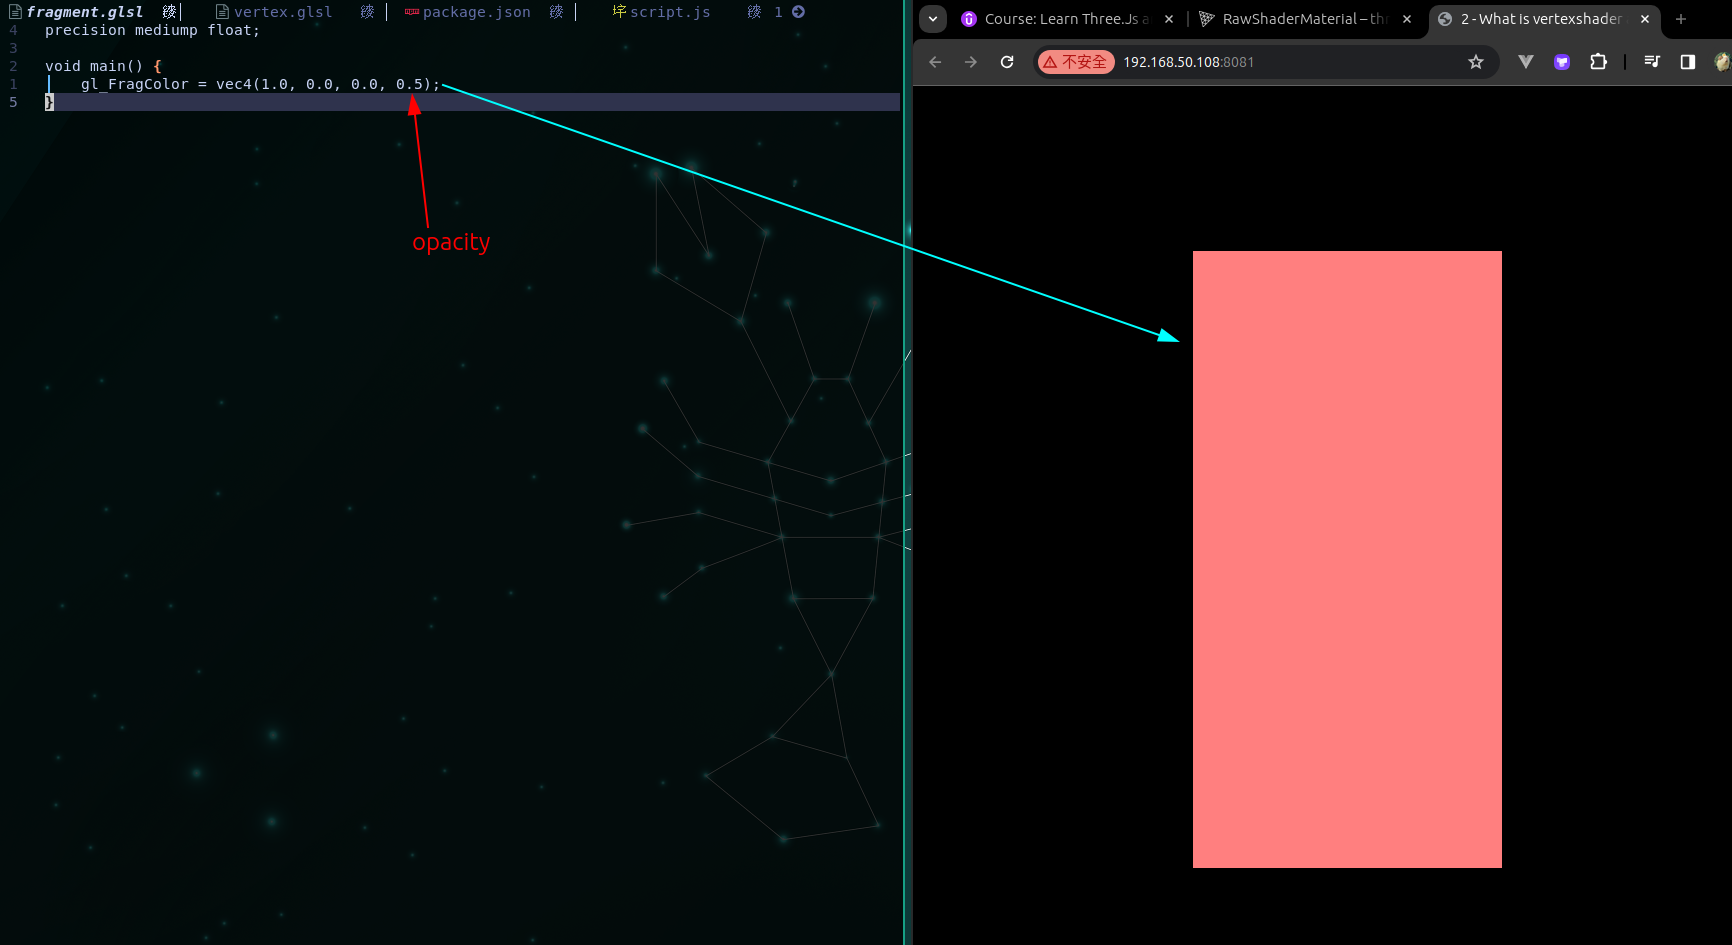 fragment.glsl vertex.glsl package.json script.js 1
4 precision mediump float;
3
2 void main() {
1 gl_FragColor = vec4(1.0, 0.0, 0.0, 0.5);
5 }
opacity
Course: Learn Three.Js a
RawShaderMaterial – thr
2 - What is vertexshader
不安全 192.168.50.108:8081